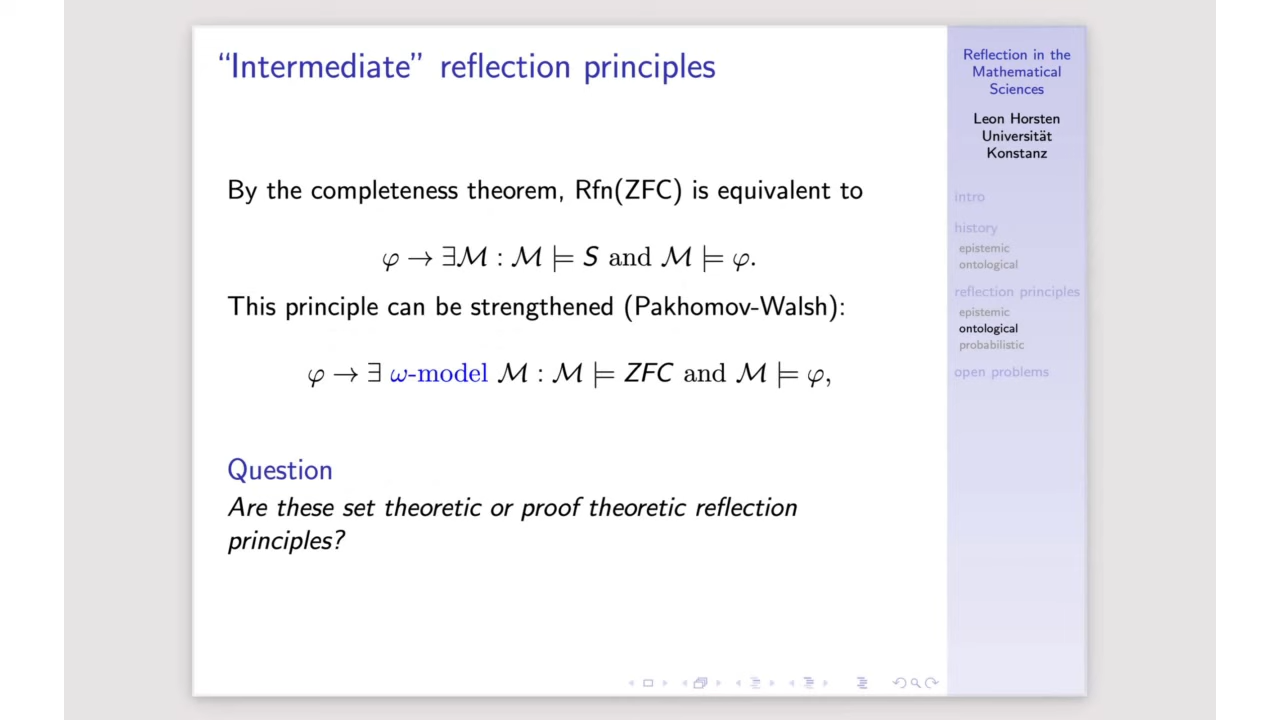 “Intermediate” reflection principles
By the completeness theorem, Rfn(ZFC) is equivalent to
φ → ∃ℳ : ℳ ⊨ S and ℳ ⊨ φ.
This principle can be strengthened (Pakhomov-Walsh):
φ → ∃ ω-model ℳ : ℳ ⊨ ZFC and ℳ ⊨ φ,
Question
Are these set theoretic or proof theoretic reflection
principles?
Reflection in the
Mathematical
Sciences
Leon Horsten
Universität
Konstanz
intro
history
epistemic
ontological
reflection principles
epistemic
ontological
probabilistic
open problems